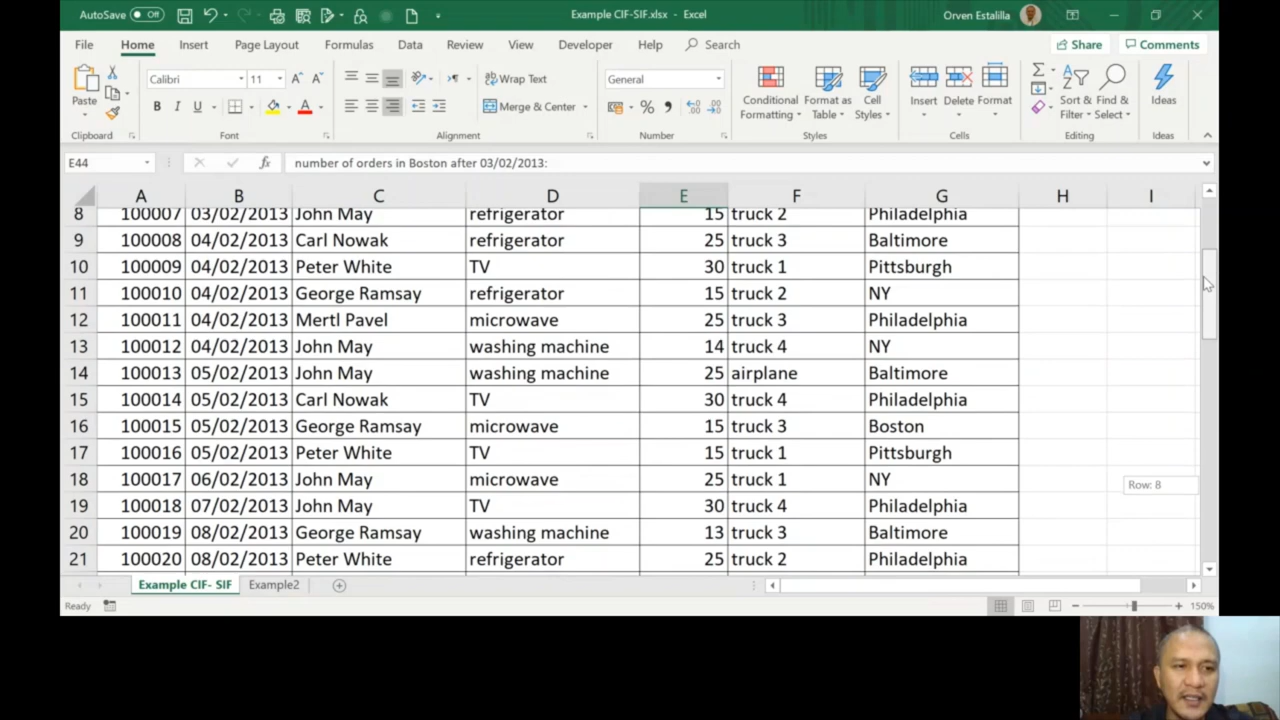 AutoSave Off Example CIF-SIF.xlsx - Excel Orven Estalilla
File Home Insert Page Layout Formulas Data Review View Developer Help Search Share Comments
Calibri 11 A A Wrap Text General
Paste B I U A Merge & Center % , Conditional Formatting Format as Table Cell Styles Insert Delete Format Sort & Filter Find & Select Ideas
Clipboard Font Alignment Number Styles Cells Editing Ideas
E44 fx number of orders in Boston after 03/02/2013:
A B C D E F G H I
8 100007 03/02/2013 John May refrigerator 15 truck 2 Philadelphia
9 100008 04/02/2013 Carl Nowak refrigerator 25 truck 3 Baltimore
10 100009 04/02/2013 Peter White TV 30 truck 1 Pittsburgh
11 100010 04/02/2013 George Ramsay refrigerator 15 truck 2 NY
12 100011 04/02/2013 Mertl Pavel microwave 25 truck 3 Philadelphia
13 100012 04/02/2013 John May washing machine 14 truck 4 NY
14 100013 05/02/2013 John May washing machine 25 airplane Baltimore
15 100014 05/02/2013 Carl Nowak TV 30 truck 4 Philadelphia
16 100015 05/02/2013 George Ramsay microwave 15 truck 3 Boston
17 100016 05/02/2013 Peter White TV 15 truck 1 Pittsburgh
18 100017 06/02/2013 John May microwave 25 truck 1 NY
Row: 8
19 100018 07/02/2013 John May TV 30 truck 4 Philadelphia
20 100019 08/02/2013 George Ramsay washing machine 13 truck 3 Baltimore
21 100020 08/02/2013 Peter White refrigerator 25 truck 2 Philadelphia
Example CIF- SIF Example2
Ready 150%